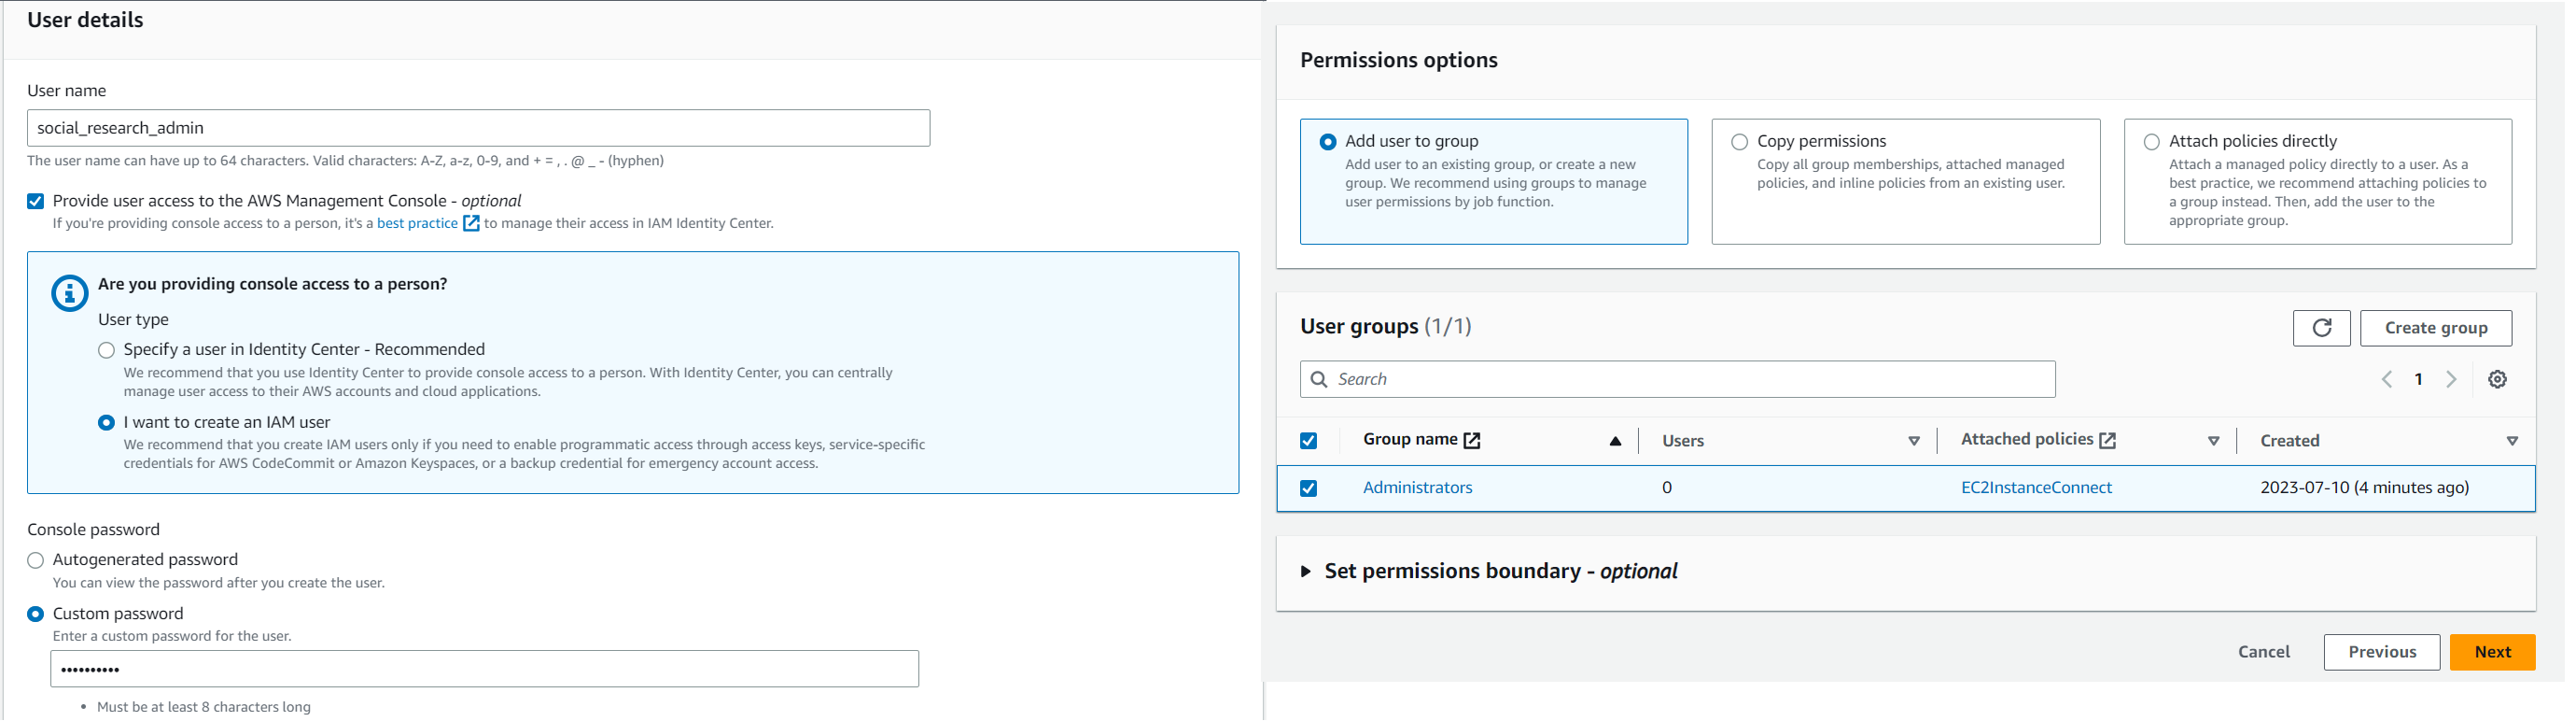 User details
User name
social_research_admin
The user name can have up to 64 characters. Valid characters: A-Z, a-z, 0-9, and + = , . @ _ - (hyphen)
Provide user access to the AWS Management Console - optional
If you're providing console access to a person, it's a best practice to manage their access in IAM Identity Center.
Are you providing console access to a person?
User type
Specify a user in Identity Center - Recommended
We recommend that you use Identity Center to provide console access to a person. With Identity Center, you can centrally
manage user access to their AWS accounts and cloud applications.
I want to create an IAM user
We recommend that you create IAM users only if you need to enable programmatic access through access keys, service-specific
credentials for AWS CodeCommit or Amazon Keyspaces, or a backup credential for emergency account access.
Console password
Autogenerated password
You can view the password after you create the user.
Custom password
Enter a custom password for the user.
••••••••••
• Must be at least 8 characters long
Permissions options
Add user to group
Add user to an existing group, or create a new
group. We recommend using groups to manage
user permissions by job function.
Copy permissions
Copy all group memberships, attached managed
policies, and inline policies from an existing user.
Attach policies directly
Attach a managed policy directly to a user. As a
best practice, we recommend attaching policies to
a group instead. Then, add the user to the
appropriate group.
User groups (1/1)
Create group
Search
1
Group name Users Attached policies Created
Administrators 0 EC2InstanceConnect 2023-07-10 (4 minutes ago)
Set permissions boundary - optional
Cancel Previous Next